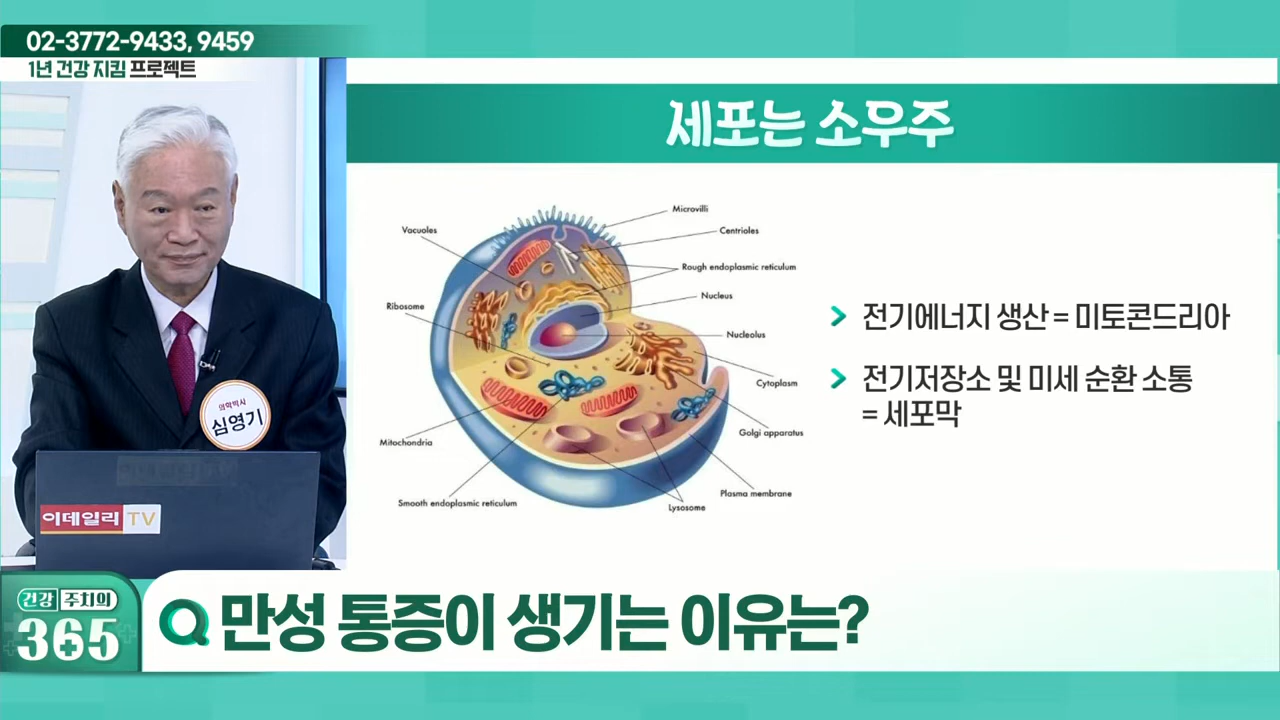 02-3772-9433, 9459
1년 건강 지킴 프로젝트
세포는 소우주
Microvilli
Vacuoles
Centrioles
Rough endoplasmic reticulum
Ribosome
Nucleus
Nucleolus
Cytoplasm
Golgi apparatus
Mitochondria
Plasma membrane
Smooth endoplasmic reticulum
Lysosome
전기에너지 생산 = 미토콘드리아
전기저장소 및 미세 순환 소통
= 세포막
의학박사
심영기
이데일리 TV
건강 주치의
365
Q 만성 통증이 생기는 이유는?